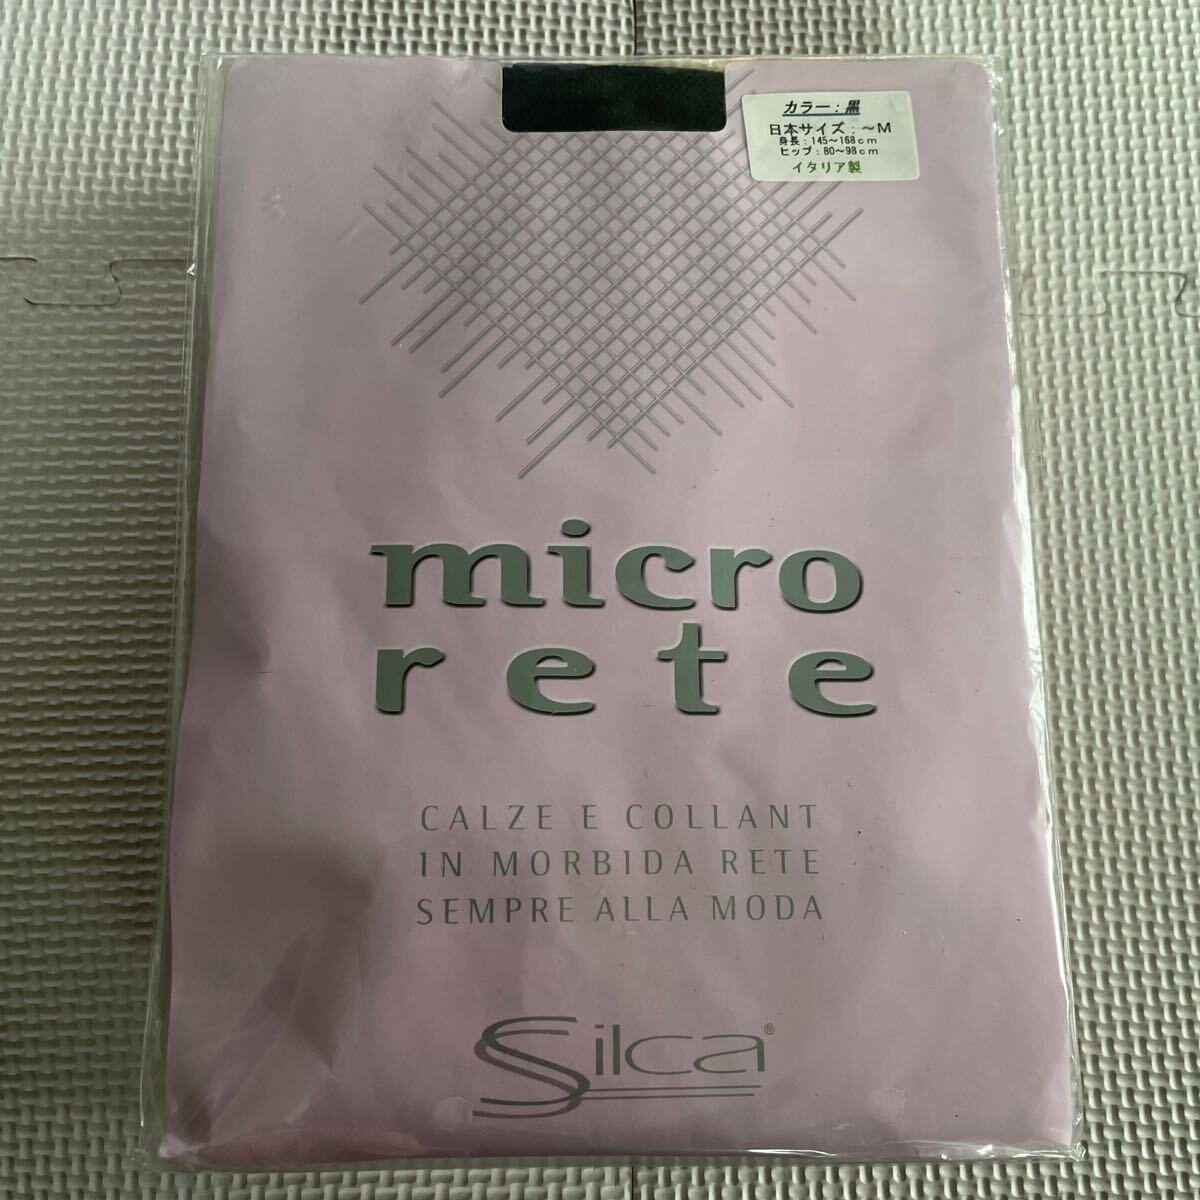 カラー:黒
日本サイズ:~M
身長:145~168cm
ヒップ:80~98cm
イタリア製
micro
rete
CALZE E COLLANT
IN MORBIDA RETE
SEMPRE ALLA MODA
Silca®